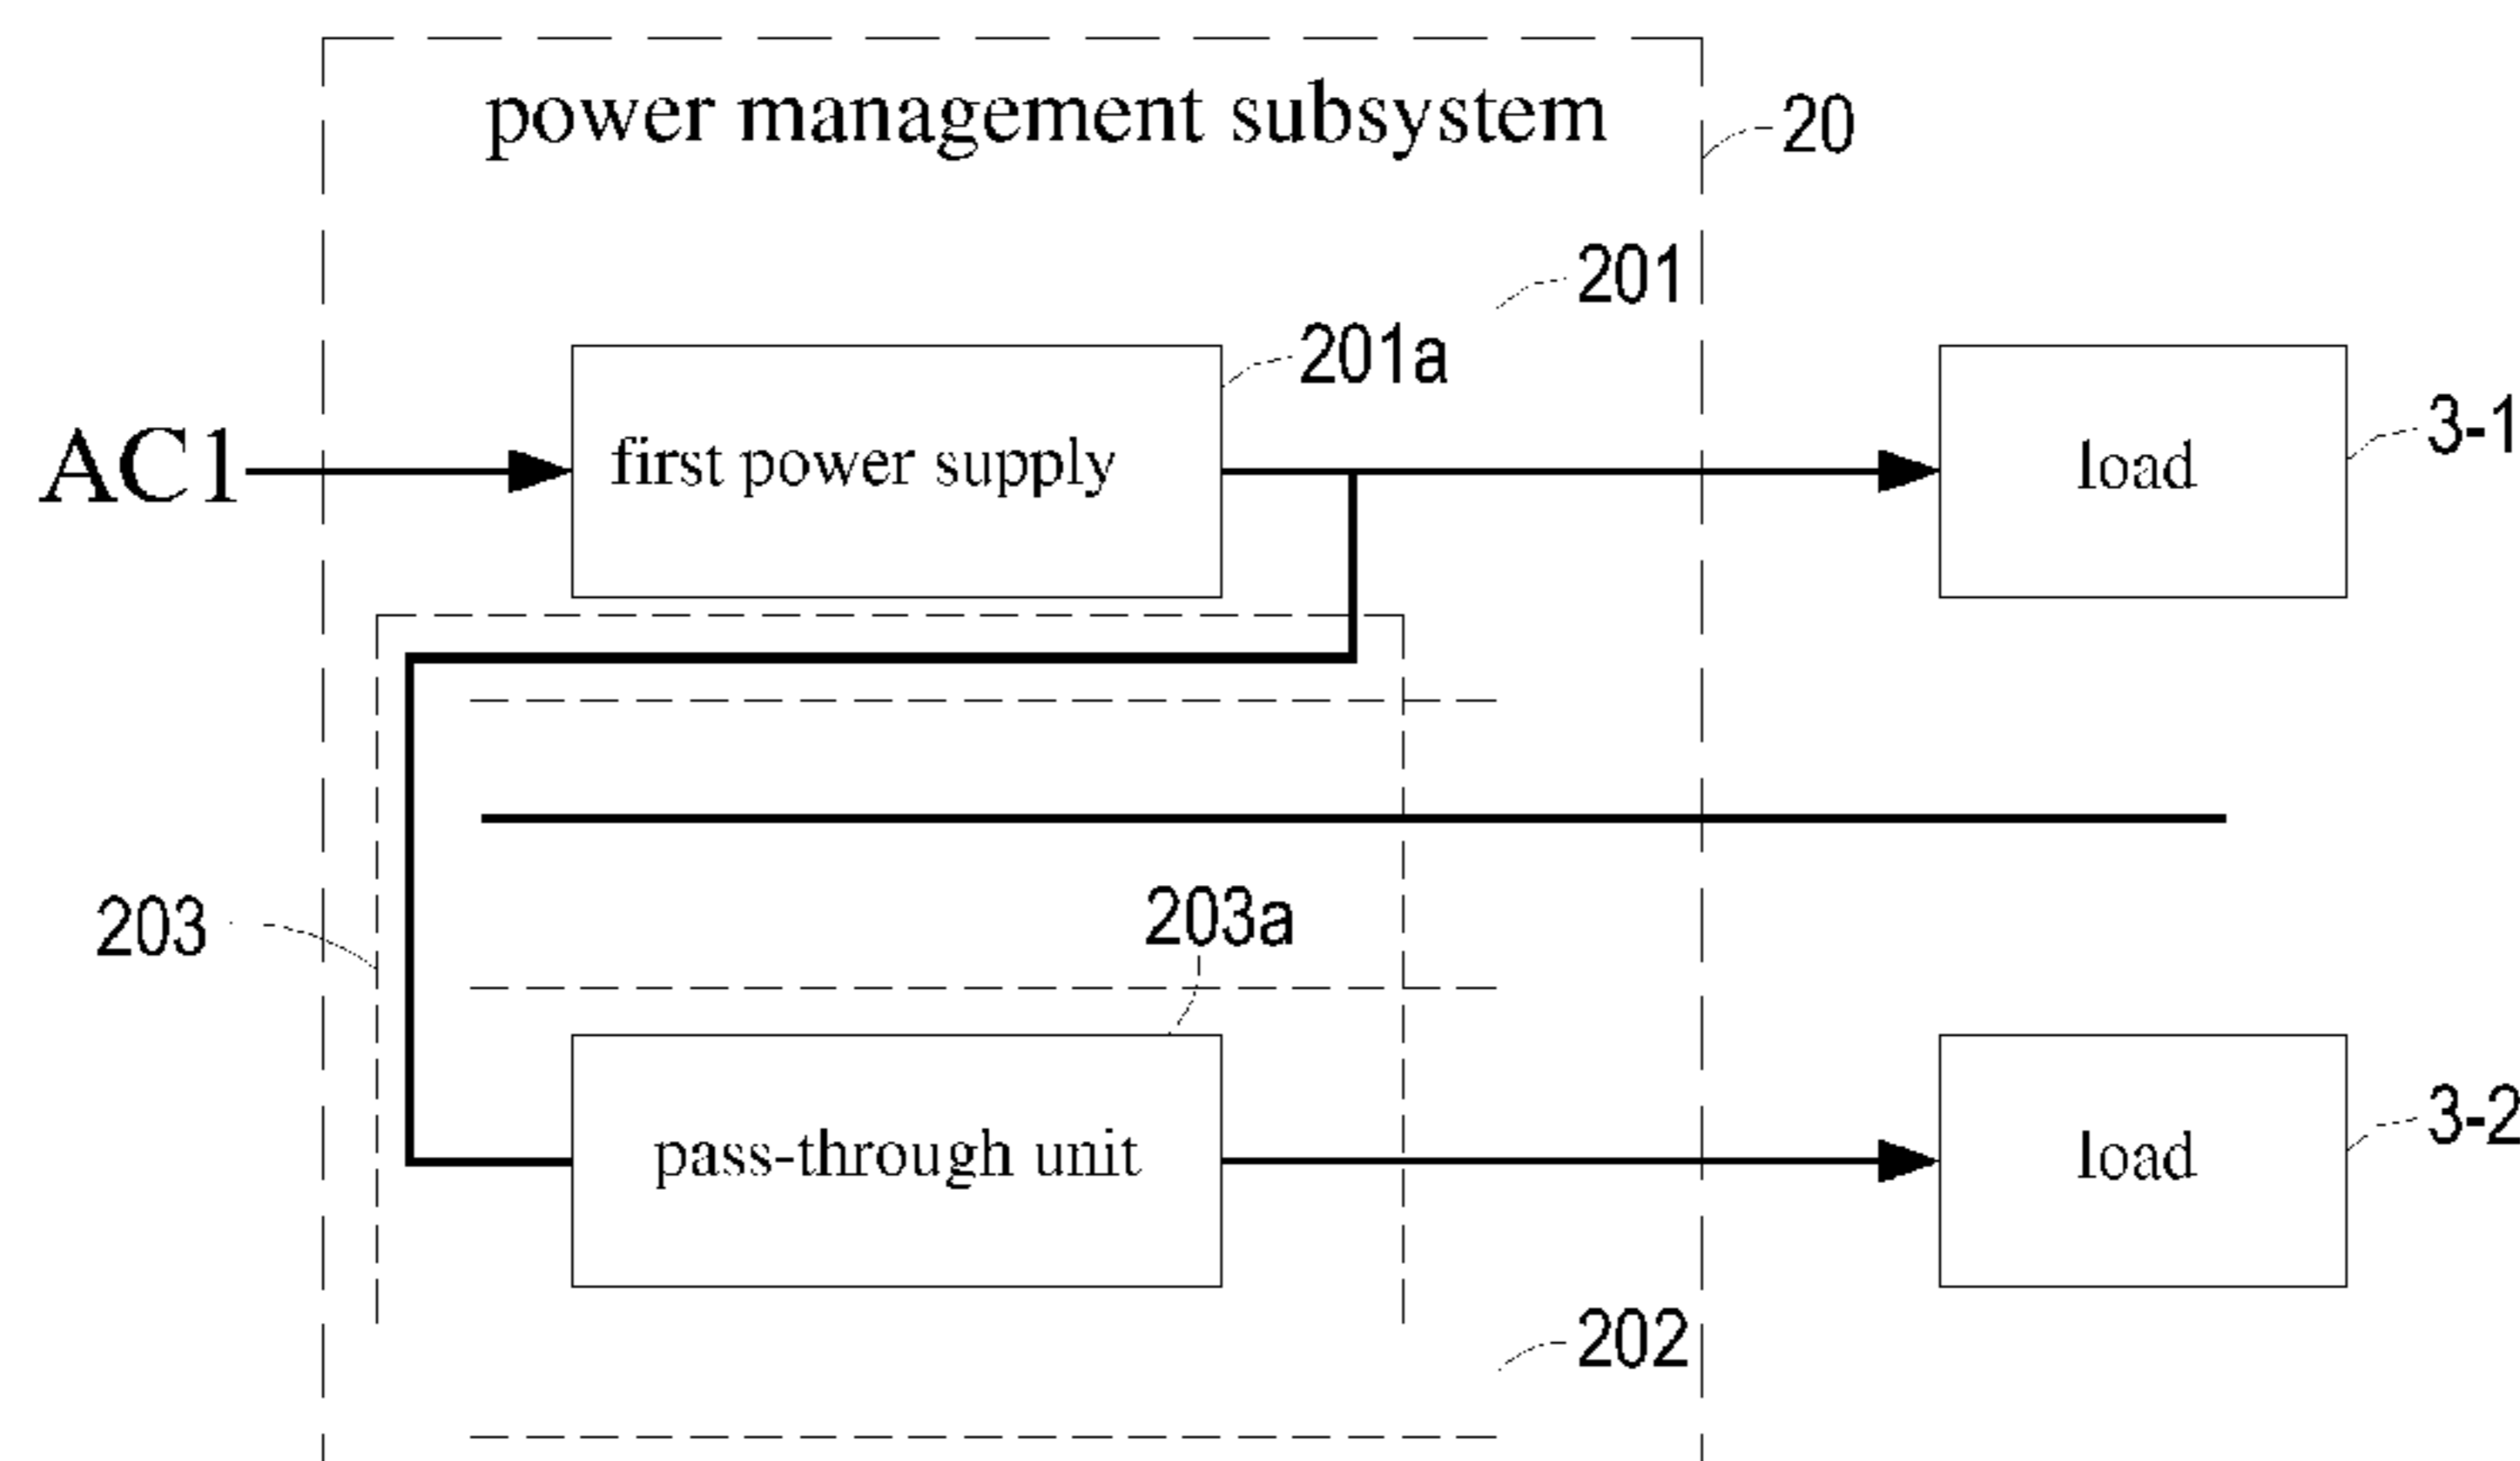 power management subsystem
20
201
201a
AC1
first power supply
load
3-1
203
203a
pass-through unit
load
3-2
202